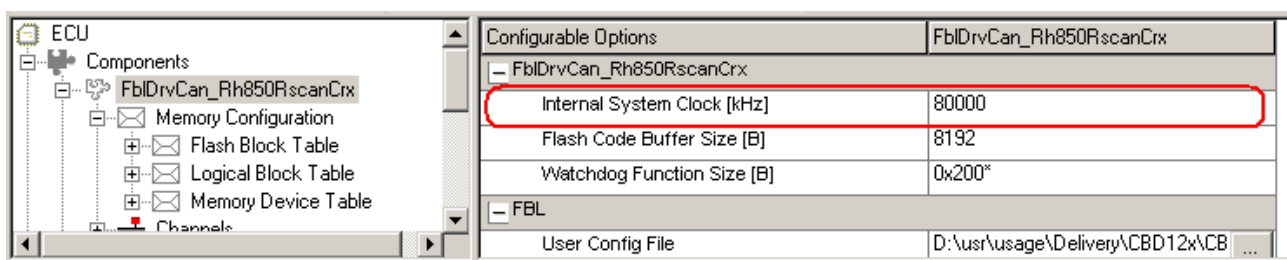 ECU
Components
FblDrvCan_Rh850RscanCrx
Memory Configuration
Flash Block Table
Logical Block Table
Memory Device Table
Channels
Configurable Options FblDrvCan_Rh850RscanCrx
FblDrvCan_Rh850RscanCrx
Internal System Clock [kHz] 80000
Flash Code Buffer Size [B] 8192
Watchdog Function Size [B] 0x200*
FBL
User Config File D:\usr\usage\Delivery\CBD12x\CB ...